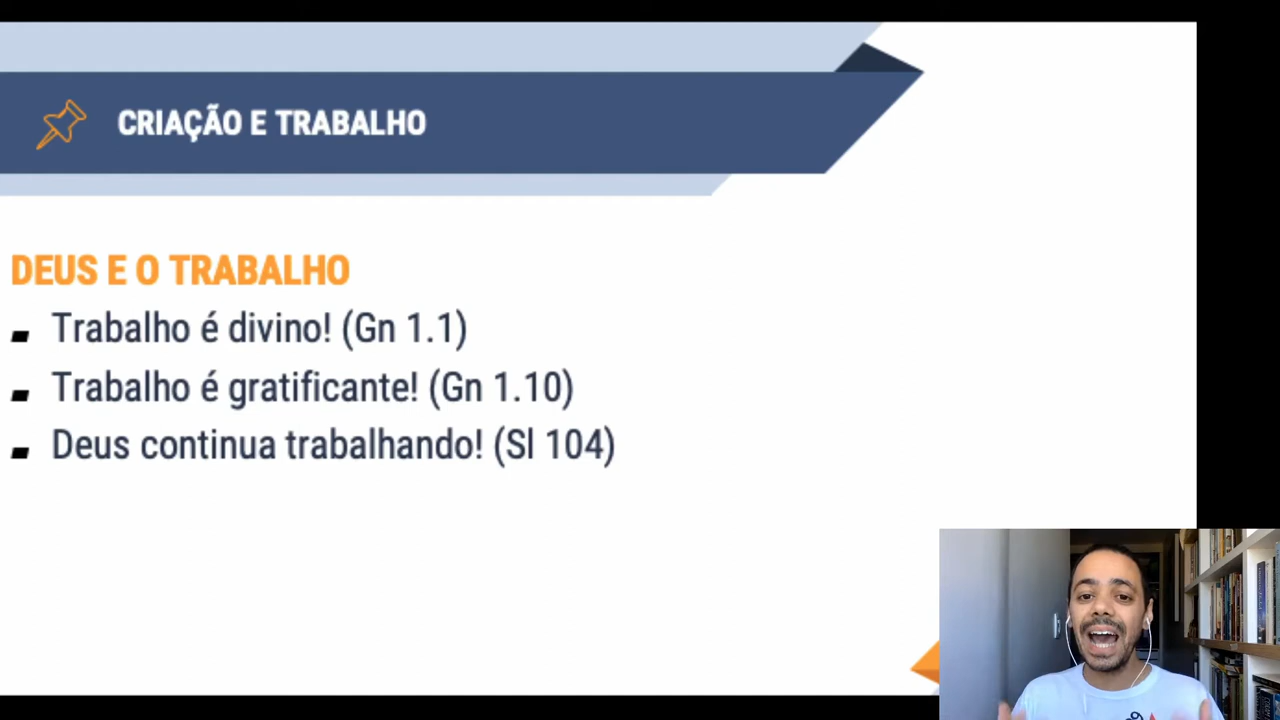 CRIAÇÃO E TRABALHO
DEUS E O TRABALHO
Trabalho é divino! (Gn 1.1)
Trabalho é gratificante! (Gn 1.10)
Deus continua trabalhando! (Sl 104)